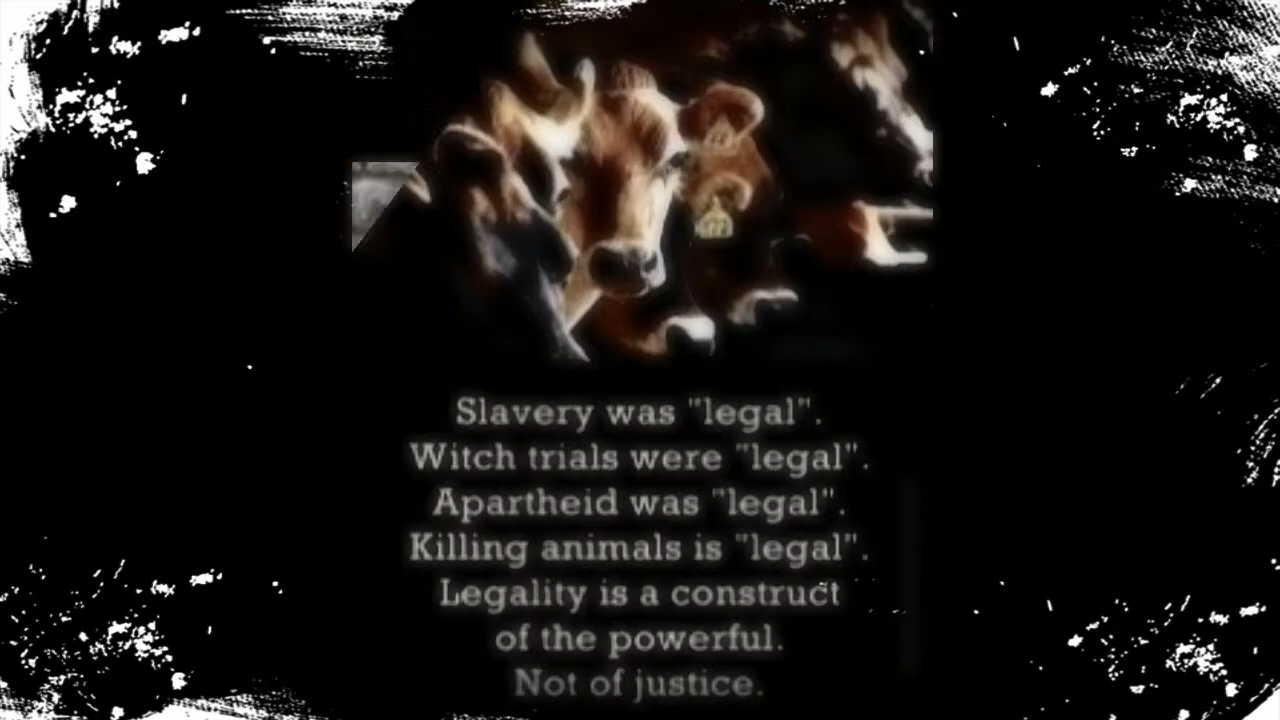 Slavery was "legal".
Witch trials were "legal".
Apartheid was "legal".
Killing animals is "legal".
Legality is a construct
of the powerful.
Not of justice.